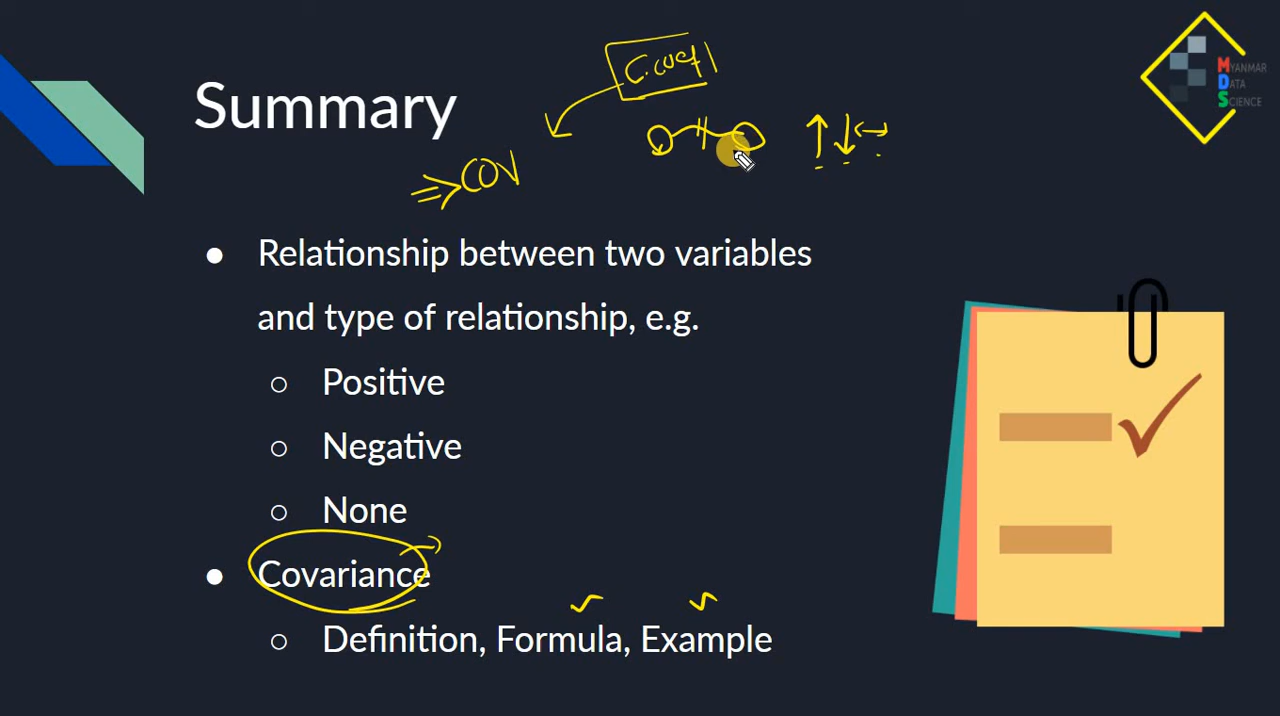 Summary
C.coef
COV
MYANMAR
DATA
SCIENCE
● Relationship between two variables
and type of relationship, e.g.
○ Positive
○ Negative
○ None
● Covariance
○ Definition, Formula, Example